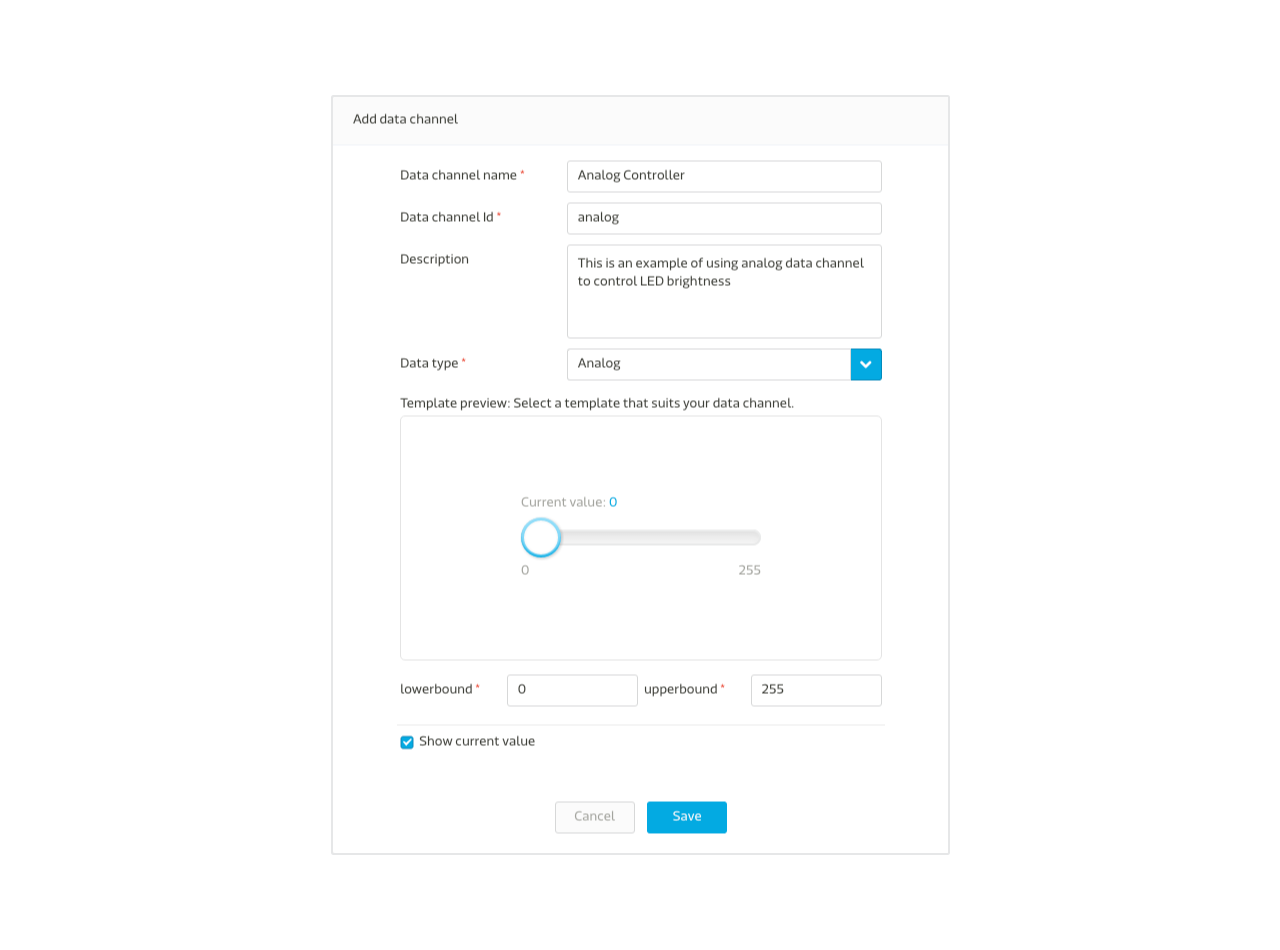 Add data channel
Data channel name * Analog Controller
Data channel Id * analog
Description This is an example of using analog data channel
to control LED brightness
Data type * Analog
Template preview: Select a template that suits your data channel.
Current value: 0
0 255
lowerbound * 0 upperbound * 255
Show current value
Cancel Save